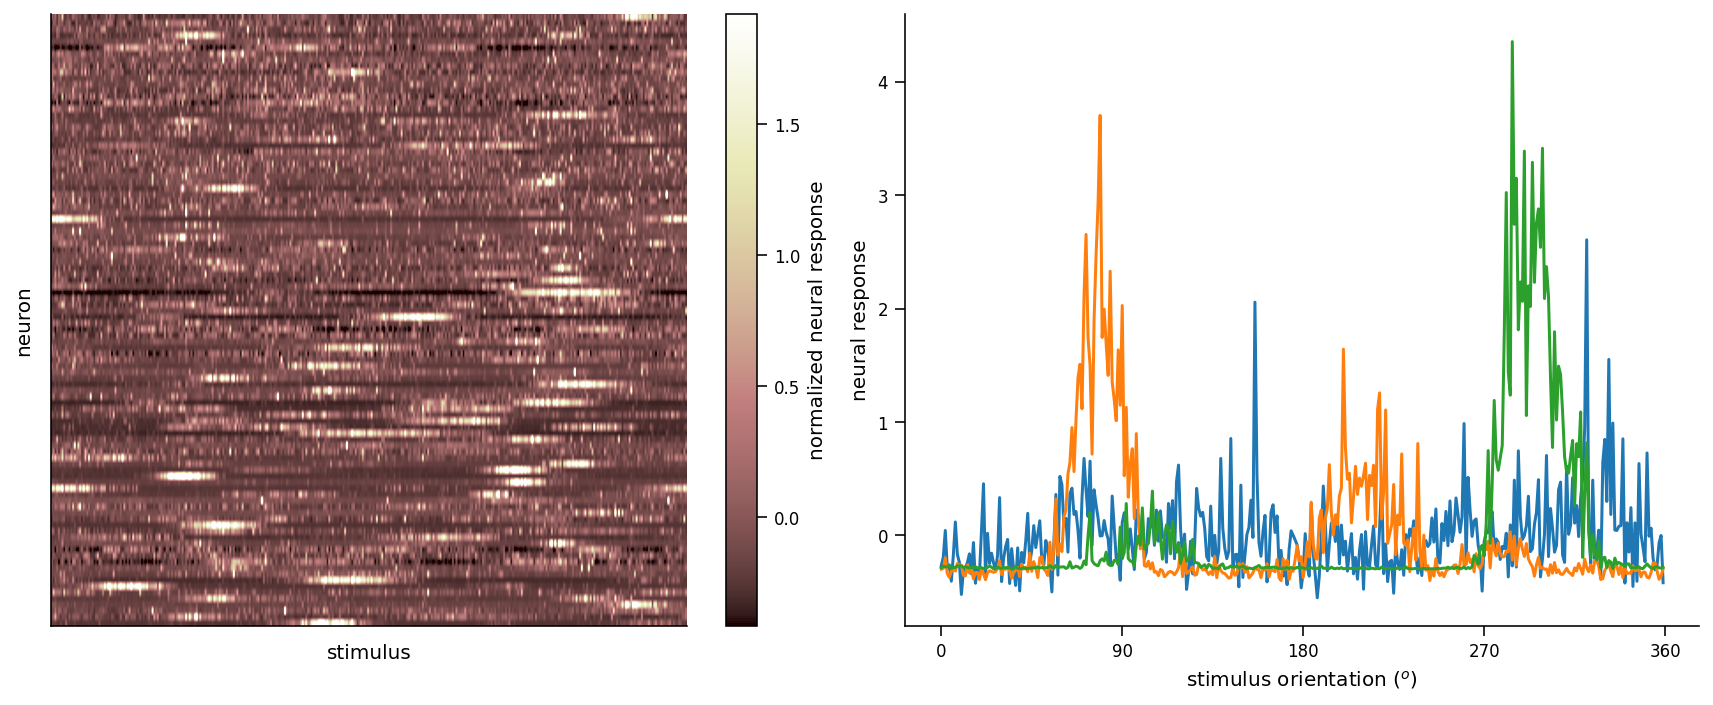 neuron
stimulus
1.5
1.0
0.5
0.0
normalized neural response
neural response
4
3
2
1
0
0 90 180 270 360
stimulus orientation (o)